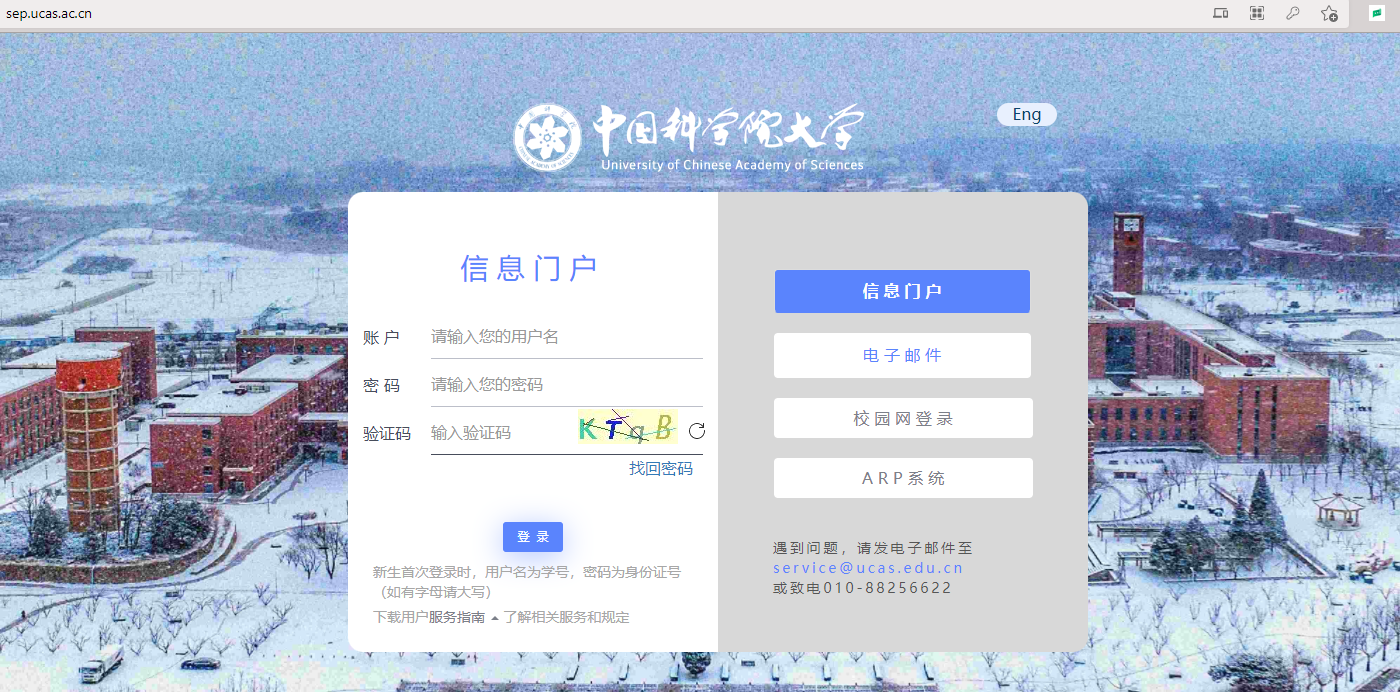 sep.ucas.ac.cn
中国科学院大学
University of Chinese Academy of Sciences
Eng
信息门户
账 户 请输入您的用户名
密 码 请输入您的密码
验证码 输入验证码 KTqB
找回密码
登 录
新生首次登录时，用户名为学号，密码为身份证号
（如有字母请大写）
下载用户服务指南 了解相关服务和规定
信息门户
电子邮件
校园网登录
ARP系统
遇到问题，请发电子邮件至
service@ucas.edu.cn
或致电010-88256622